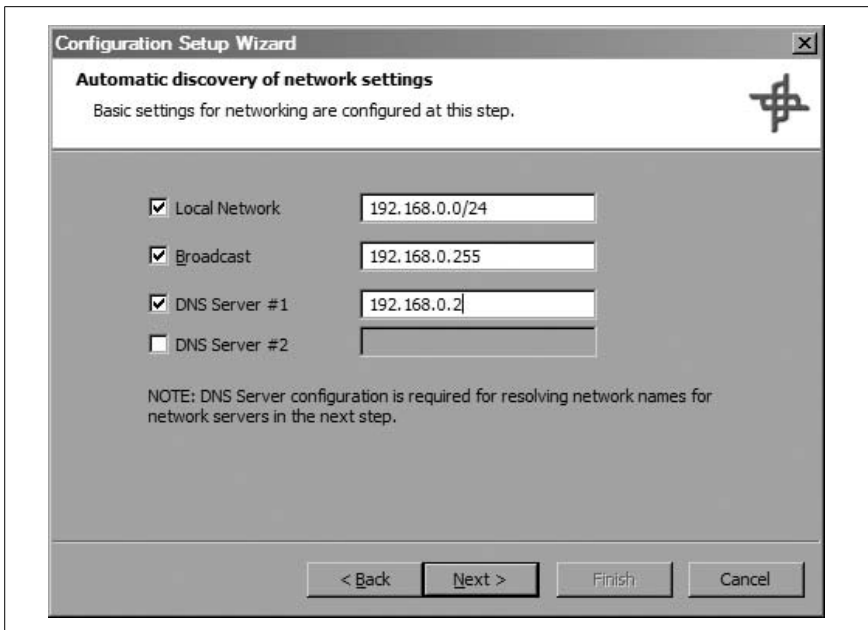 Configuration Setup Wizard
Automatic discovery of network settings
Basic settings for networking are configured at this step.
Local Network 192.168.0.0/24
Broadcast 192.168.0.255
DNS Server #1 192.168.0.2
DNS Server #2
NOTE: DNS Server configuration is required for resolving network names for
network servers in the next step.
< Back Next > Finish Cancel